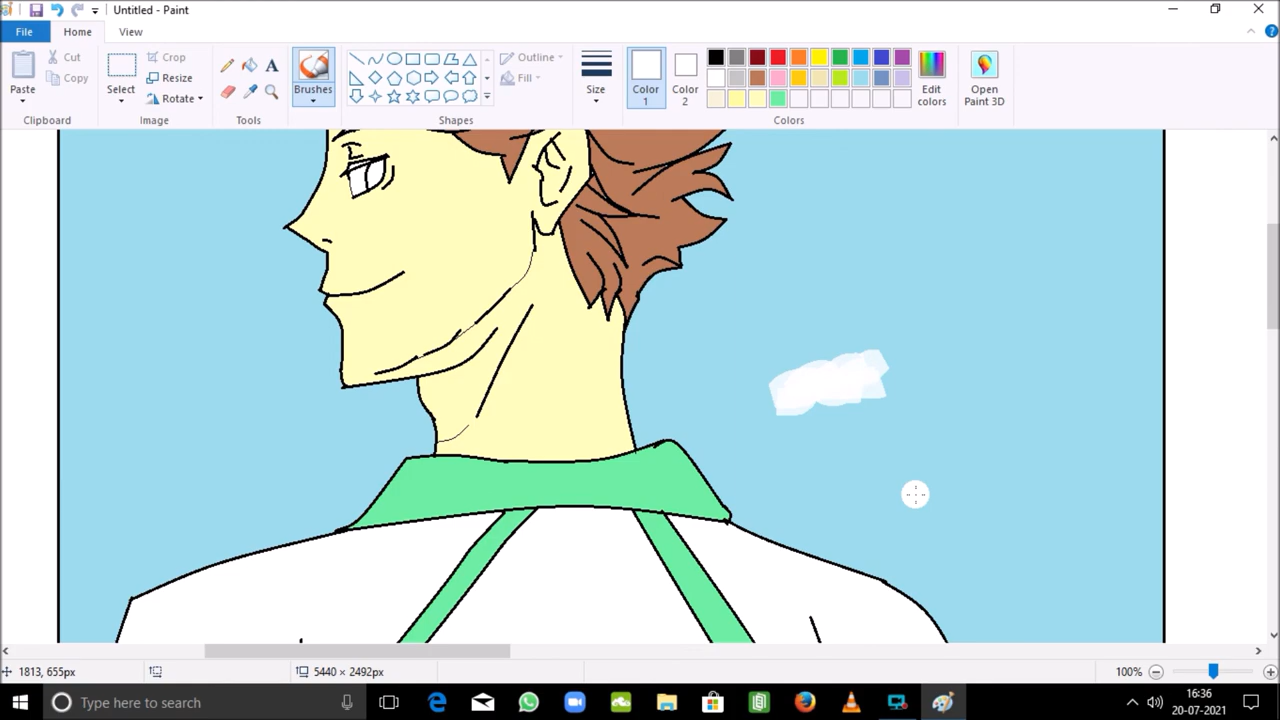 Untitled - Paint
File
Home
View
Paste
Cut
Copy
Clipboard
Select
Crop
Resize
Rotate
Image
A
Tools
Brushes
Outline
Fill
Shapes
Size
Color
1
Color
2
Edit
colors
Open
Paint 3D
Colors
1813, 655px
5440 × 2492px
100%
Type here to search
16:36
20-07-2021